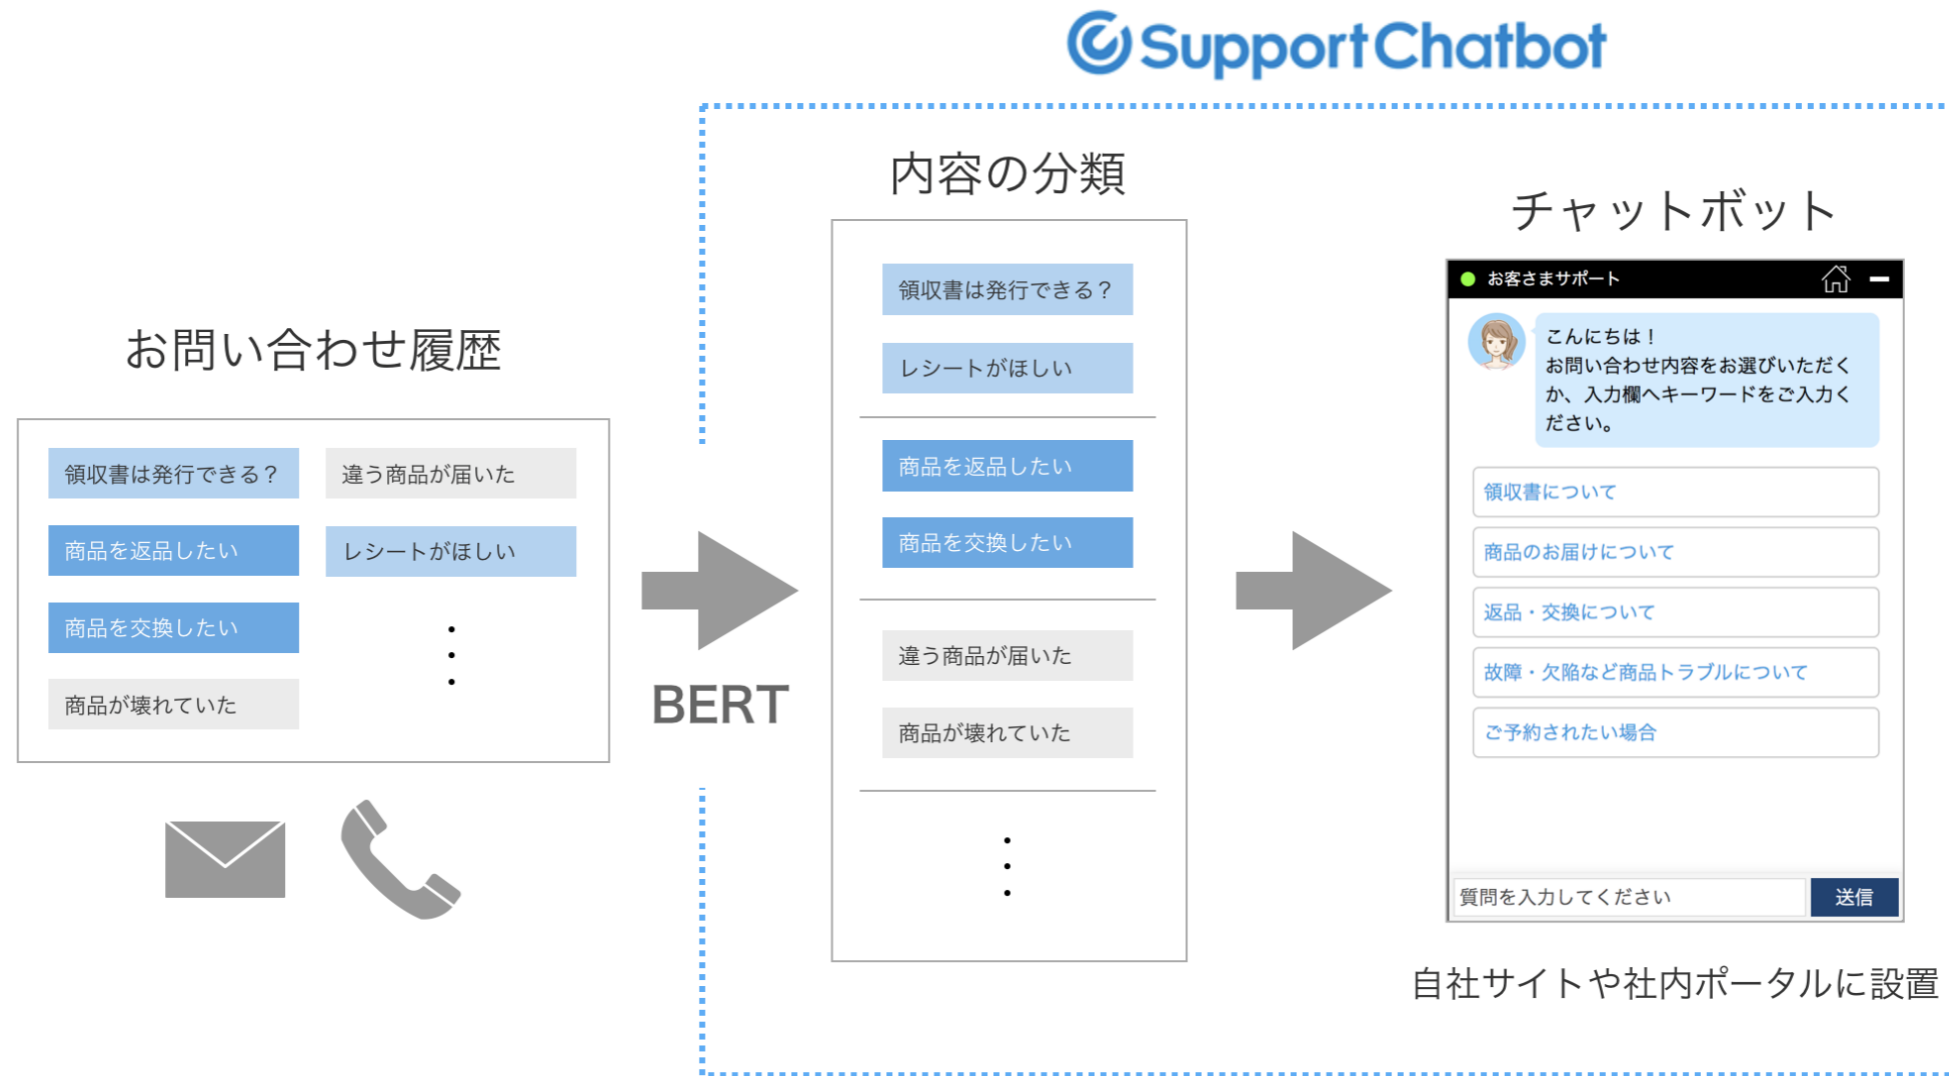 SupportChatbot
お問い合わせ履歴
領収書は発行できる？
違う商品が届いた
商品を返品したい
レシートがほしい
商品を交換したい
商品が壊れていた
BERT
内容の分類
領収書は発行できる？
レシートがほしい
商品を返品したい
商品を交換したい
違う商品が届いた
商品が壊れていた
チャットボット
お客さまサポート
こんにちは！
お問い合わせ内容をお選びいただく
か、入力欄へキーワードをご入力く
ださい。
領収書について
商品のお届けについて
返品・交換について
故障・欠陥など商品トラブルについて
ご予約されたい場合
質問を入力してください
送信
自社サイトや社内ポータルに設置